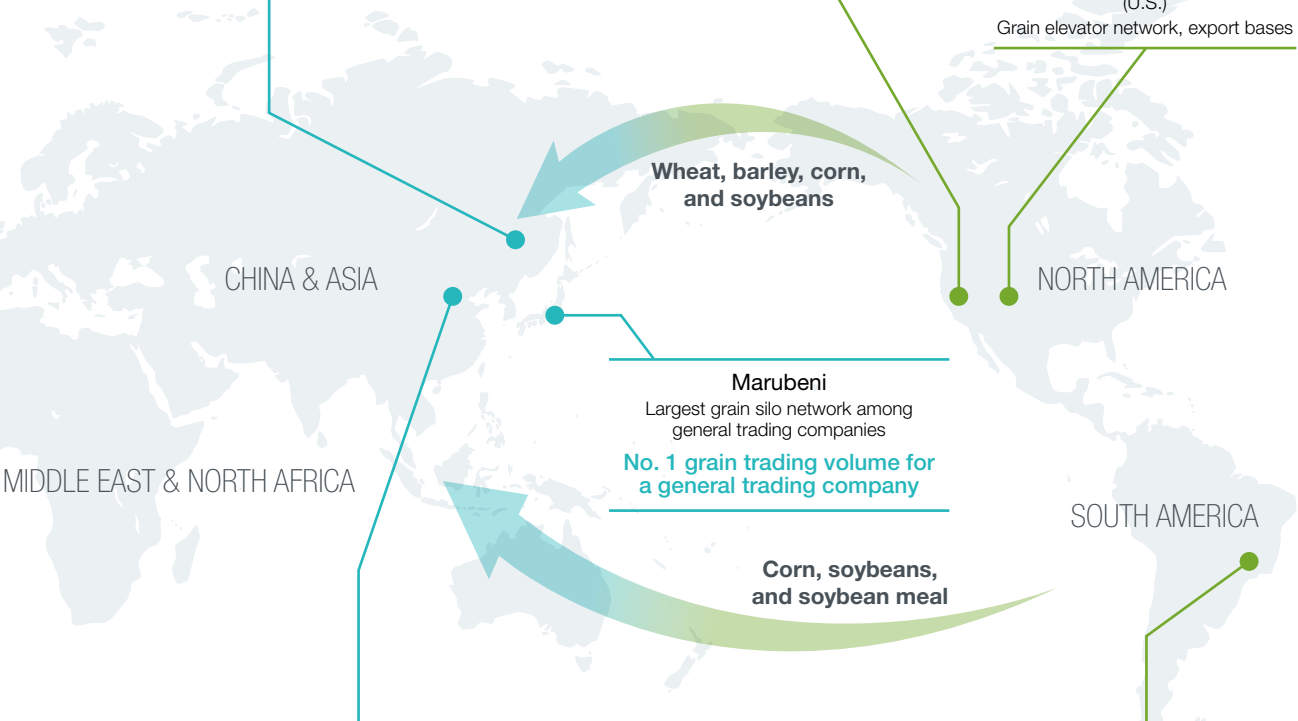 (U.S.)
Grain elevator network, export bases
Wheat, barley, corn,
and soybeans
CHINA & ASIA
NORTH AMERICA
Marubeni
Largest grain silo network among
general trading companies
No. 1 grain trading volume for
a general trading company
MIDDLE EAST & NORTH AFRICA
SOUTH AMERICA
Corn, soybeans,
and soybean meal